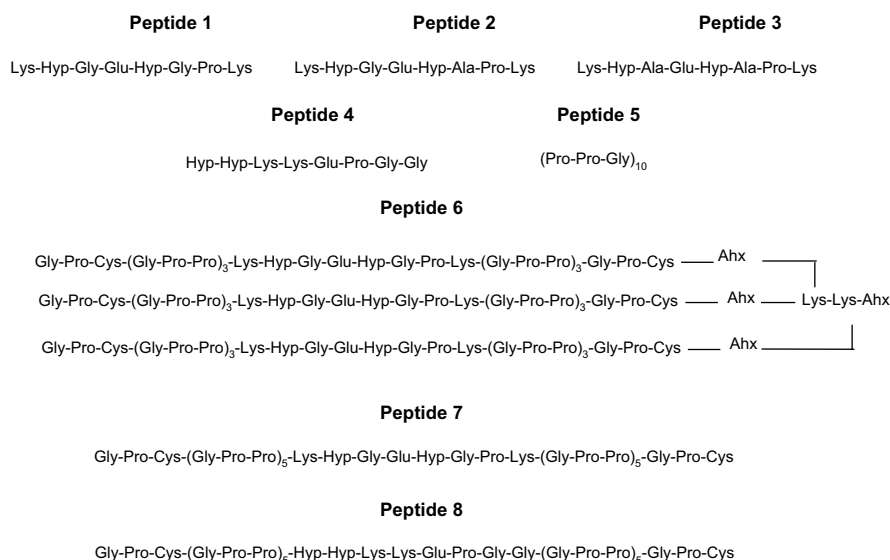 Peptide 1 Peptide 2 Peptide 3
Lys-Hyp-Gly-Glu-Hyp-Gly-Pro-Lys Lys-Hyp-Gly-Glu-Hyp-Ala-Pro-Lys Lys-Hyp-Ala-Glu-Hyp-Ala-Pro-Lys
Peptide 4 Peptide 5
Hyp-Hyp-Lys-Lys-Glu-Pro-Gly-Gly (Pro-Pro-Gly)₁₀
Peptide 6
Gly-Pro-Cys-(Gly-Pro-Pro)₃-Lys-Hyp-Gly-Glu-Hyp-Gly-Pro-Lys-(Gly-Pro-Pro)₃-Gly-Pro-Cys Ahx
Gly-Pro-Cys-(Gly-Pro-Pro)₃-Lys-Hyp-Gly-Glu-Hyp-Gly-Pro-Lys-(Gly-Pro-Pro)₃-Gly-Pro-Cys Ahx Lys-Lys-Ahx
Gly-Pro-Cys-(Gly-Pro-Pro)₃-Lys-Hyp-Gly-Glu-Hyp-Gly-Pro-Lys-(Gly-Pro-Pro)₃-Gly-Pro-Cys Ahx
Peptide 7
Gly-Pro-Cys-(Gly-Pro-Pro)₅-Lys-Hyp-Gly-Glu-Hyp-Gly-Pro-Lys-(Gly-Pro-Pro)₅-Gly-Pro-Cys
Peptide 8
Gly-Pro-Cys-(Gly-Pro-Pro)₅-Hyp-Hyp-Lys-Lys-Glu-Pro-Gly-Gly-(Gly-Pro-Pro)₅-Gly-Pro-Cys